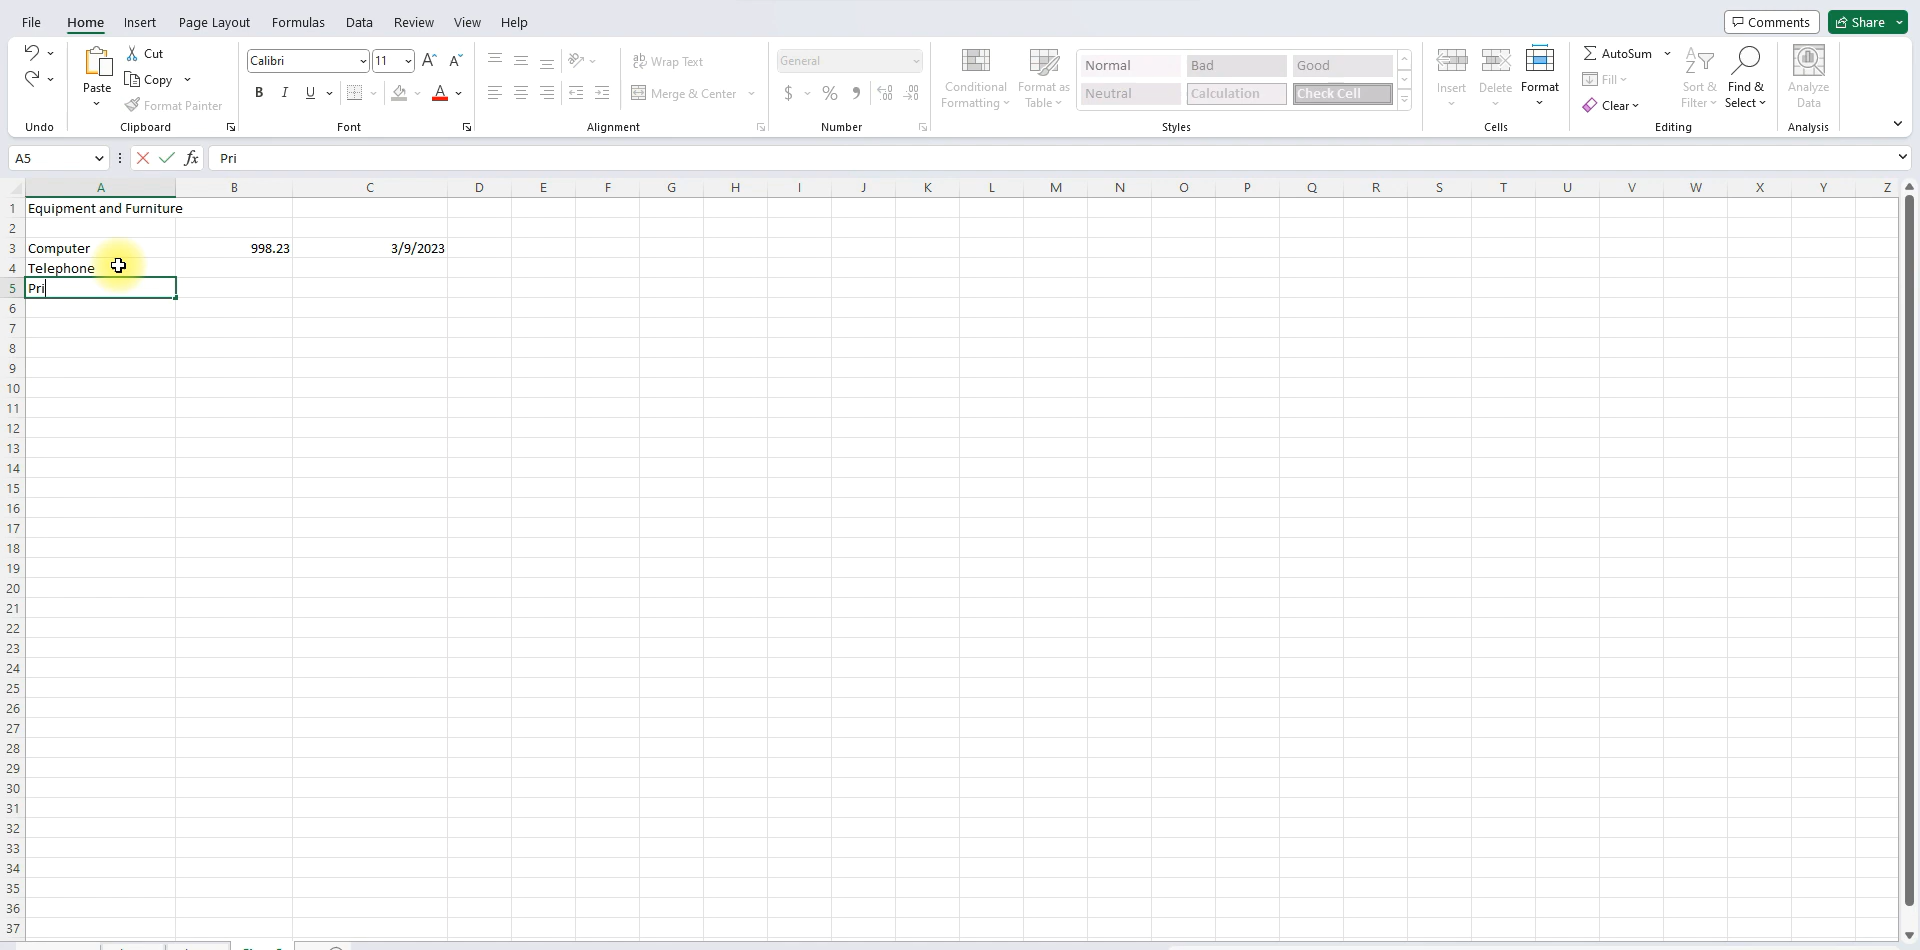 File Home Insert Page Layout Formulas Data Review View Help Comments Share
Undo
Paste Cut Copy Format Painter
Clipboard
Calibri 11 A A
B I U A
Font
ab Wrap Text
Merge & Center
Alignment
General
$ % 9
Number
Conditional Formatting Format as Table
Normal Bad Good
Neutral Calculation Check Cell
Styles
Insert Delete Format
Cells
AutoSum
Fill
Clear
Sort & Filter Find & Select
Editing
Analyze Data
Analysis
A5 fx Pri
A B C D E F G H I J K L M N O P Q R S T U V W X Y Z
1 Equipment and Furniture
2
3 Computer 998.23 3/9/2023
4 Telephone
5 Pri
6
7
8
9
10
11
12
13
14
15
16
17
18
19
20
21
22
23
24
25
26
27
28
29
30
31
32
33
34
35
36
37